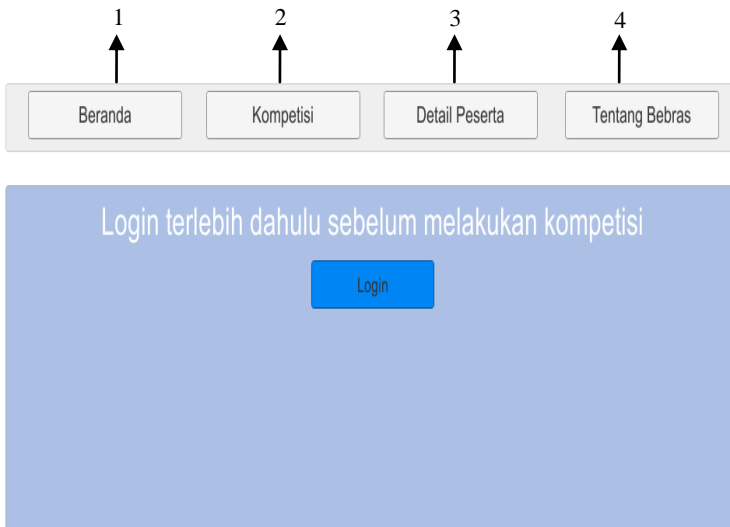 1 2 3 4
Beranda Kompetisi Detail Peserta Tentang Bebras
Login terlebih dahulu sebelum melakukan kompetisi
Login